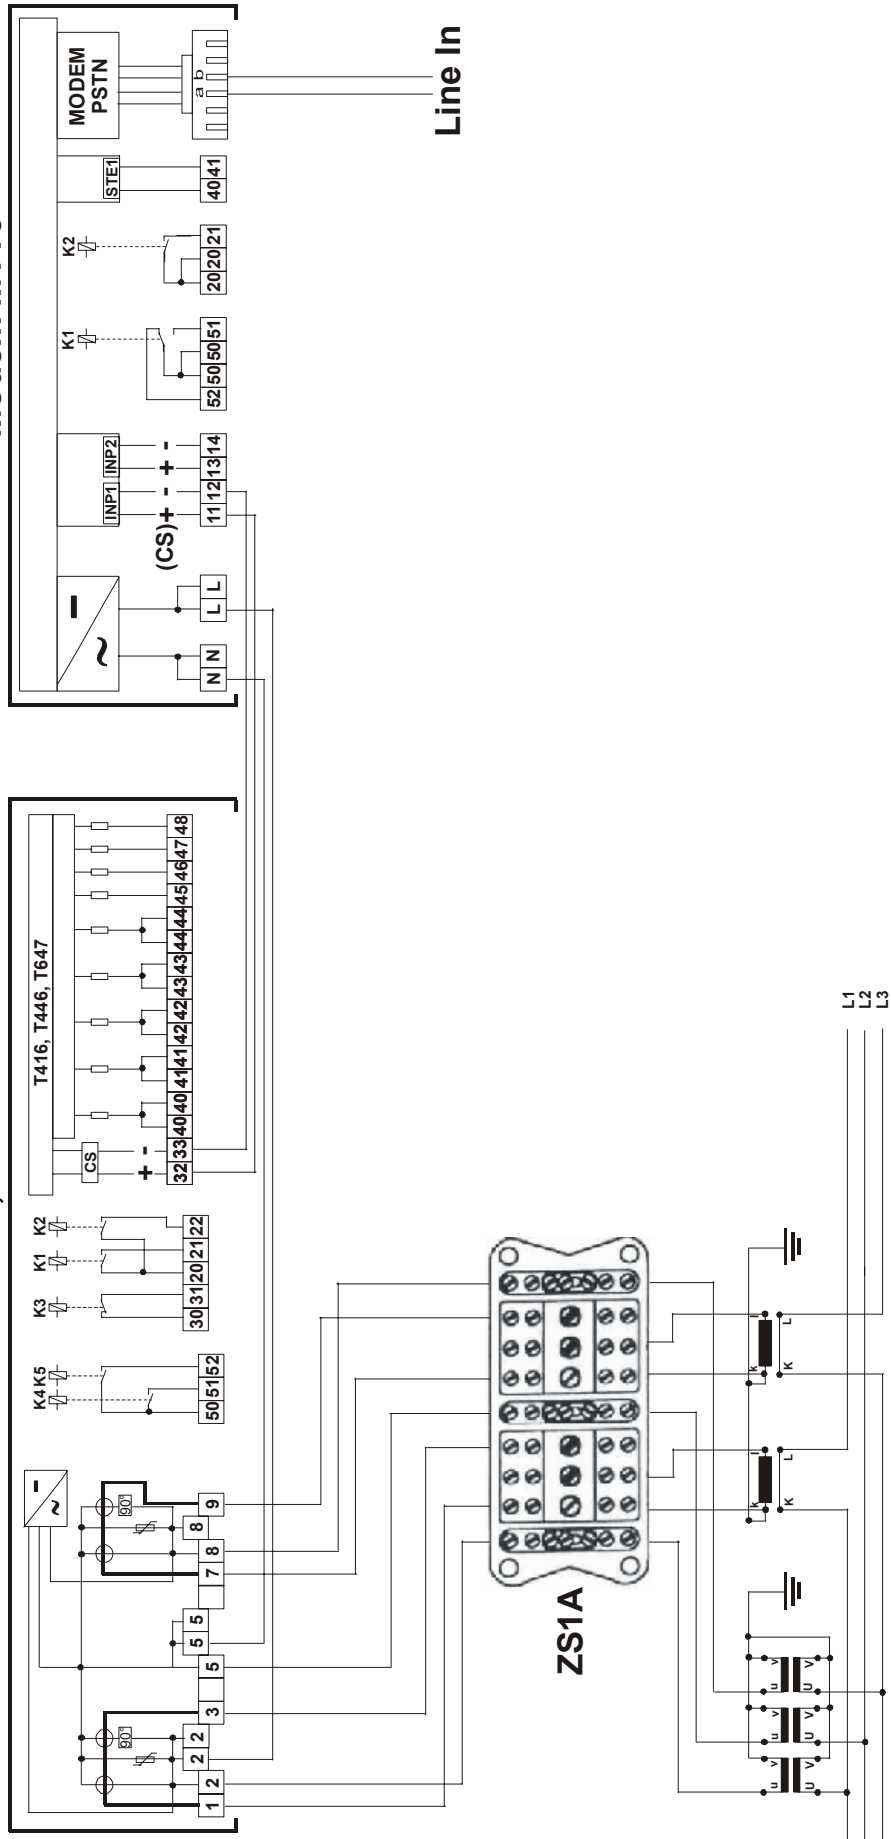 MODEM
PSTN
a b
Line In
STE1
40 41
K2
20 20 21
K1
52 50 50 51
INP1 INP2
(CS) + - + -
11 12 13 14
- ~
L L
N N
T416, T446, T647
CS
+ -
32 33 40 40 41 41 42 42 43 43 44 44 45 46 47 48
K3 K1 K2
30 31 20 21 22
K4 K5
50 51 52
- ~
90°
90°
1 2 2 2 3 5 5 5 7 8 8 9
ZS1A
L1
L2
L3
k l
K L
k l
K L
u v
U V
u v
U V
u v
U V